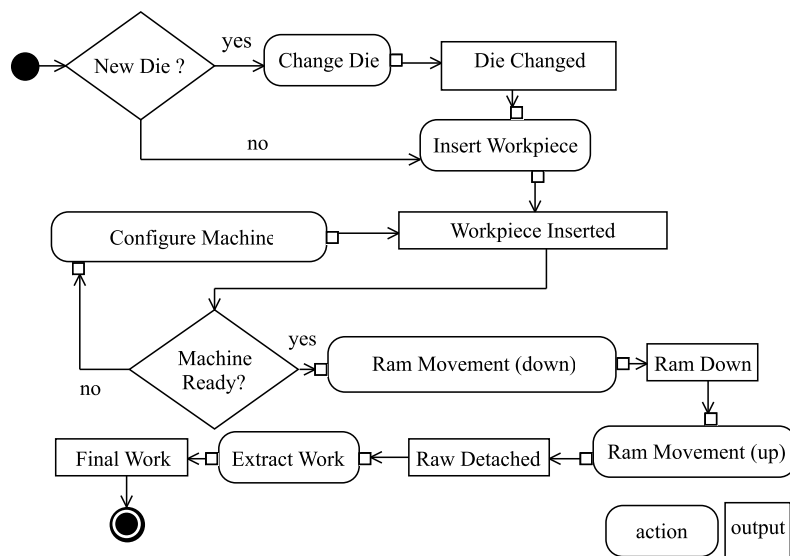 New Die ?
yes
Change Die
Die Changed
no
Insert Workpiece
Configure Machine
Workpiece Inserted
Machine
Ready?
yes
no
Ram Movement (down)
Ram Down
Final Work
Extract Work
Raw Detached
Ram Movement (up)
action
output